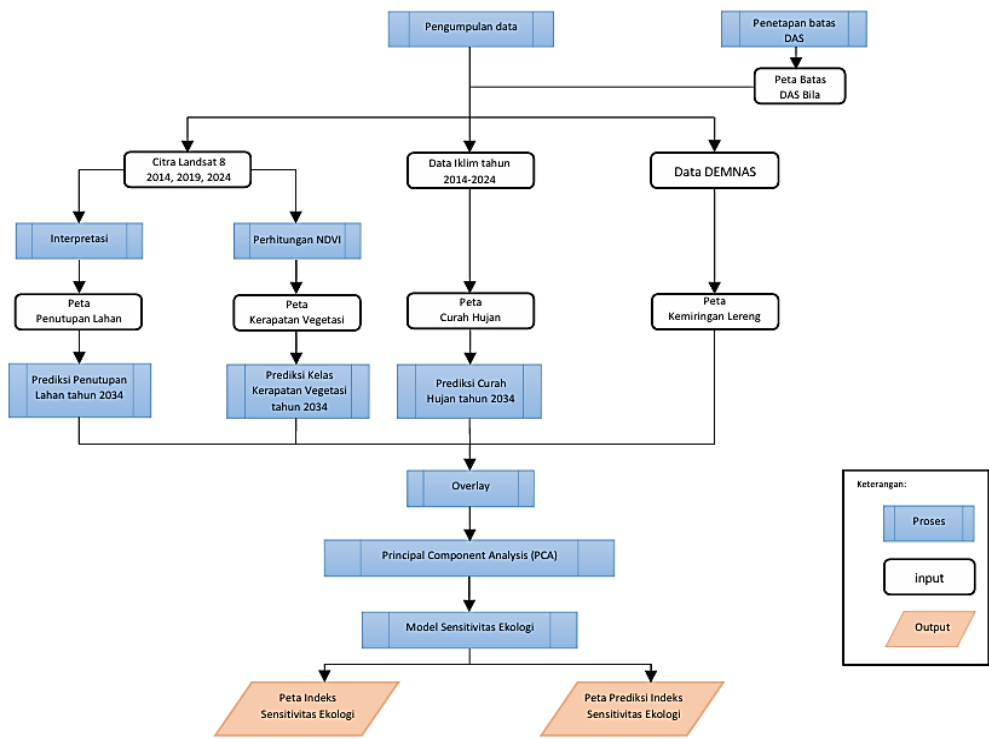 Pengumpulan data
Penetapan batas
DAS
Peta Batas
DAS Bila
Citra Landsat 8
2014, 2019, 2024
Data Iklim tahun
2014-2024
Data DEMNAS
Interpretasi
Perhitungan NDVI
Peta
Penutupan Lahan
Peta
Kerapatan Vegetasi
Peta
Curah Hujan
Peta
Kemiringan Lereng
Prediksi Penutupan
Lahan tahun 2034
Prediksi Kelas
Kerapatan Vegetasi
tahun 2034
Prediksi Curah
Hujan tahun 2034
Overlay
Principal Component Analysis (PCA)
Model Sensitivitas Ekologi
Peta Indeks
Sensitivitas Ekologi
Peta Prediksi Indeks
Sensitivitas Ekologi
Keterangan:
Proses
input
Output